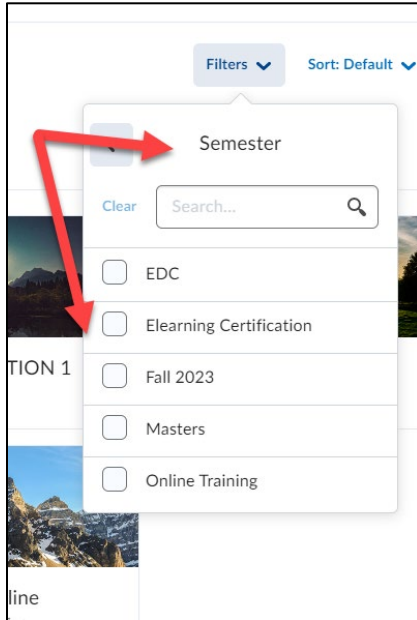 Filters Sort: Default
Semester
Clear Search...
EDC
Elearning Certification
TION 1
Fall 2023
Masters
Online Training
line